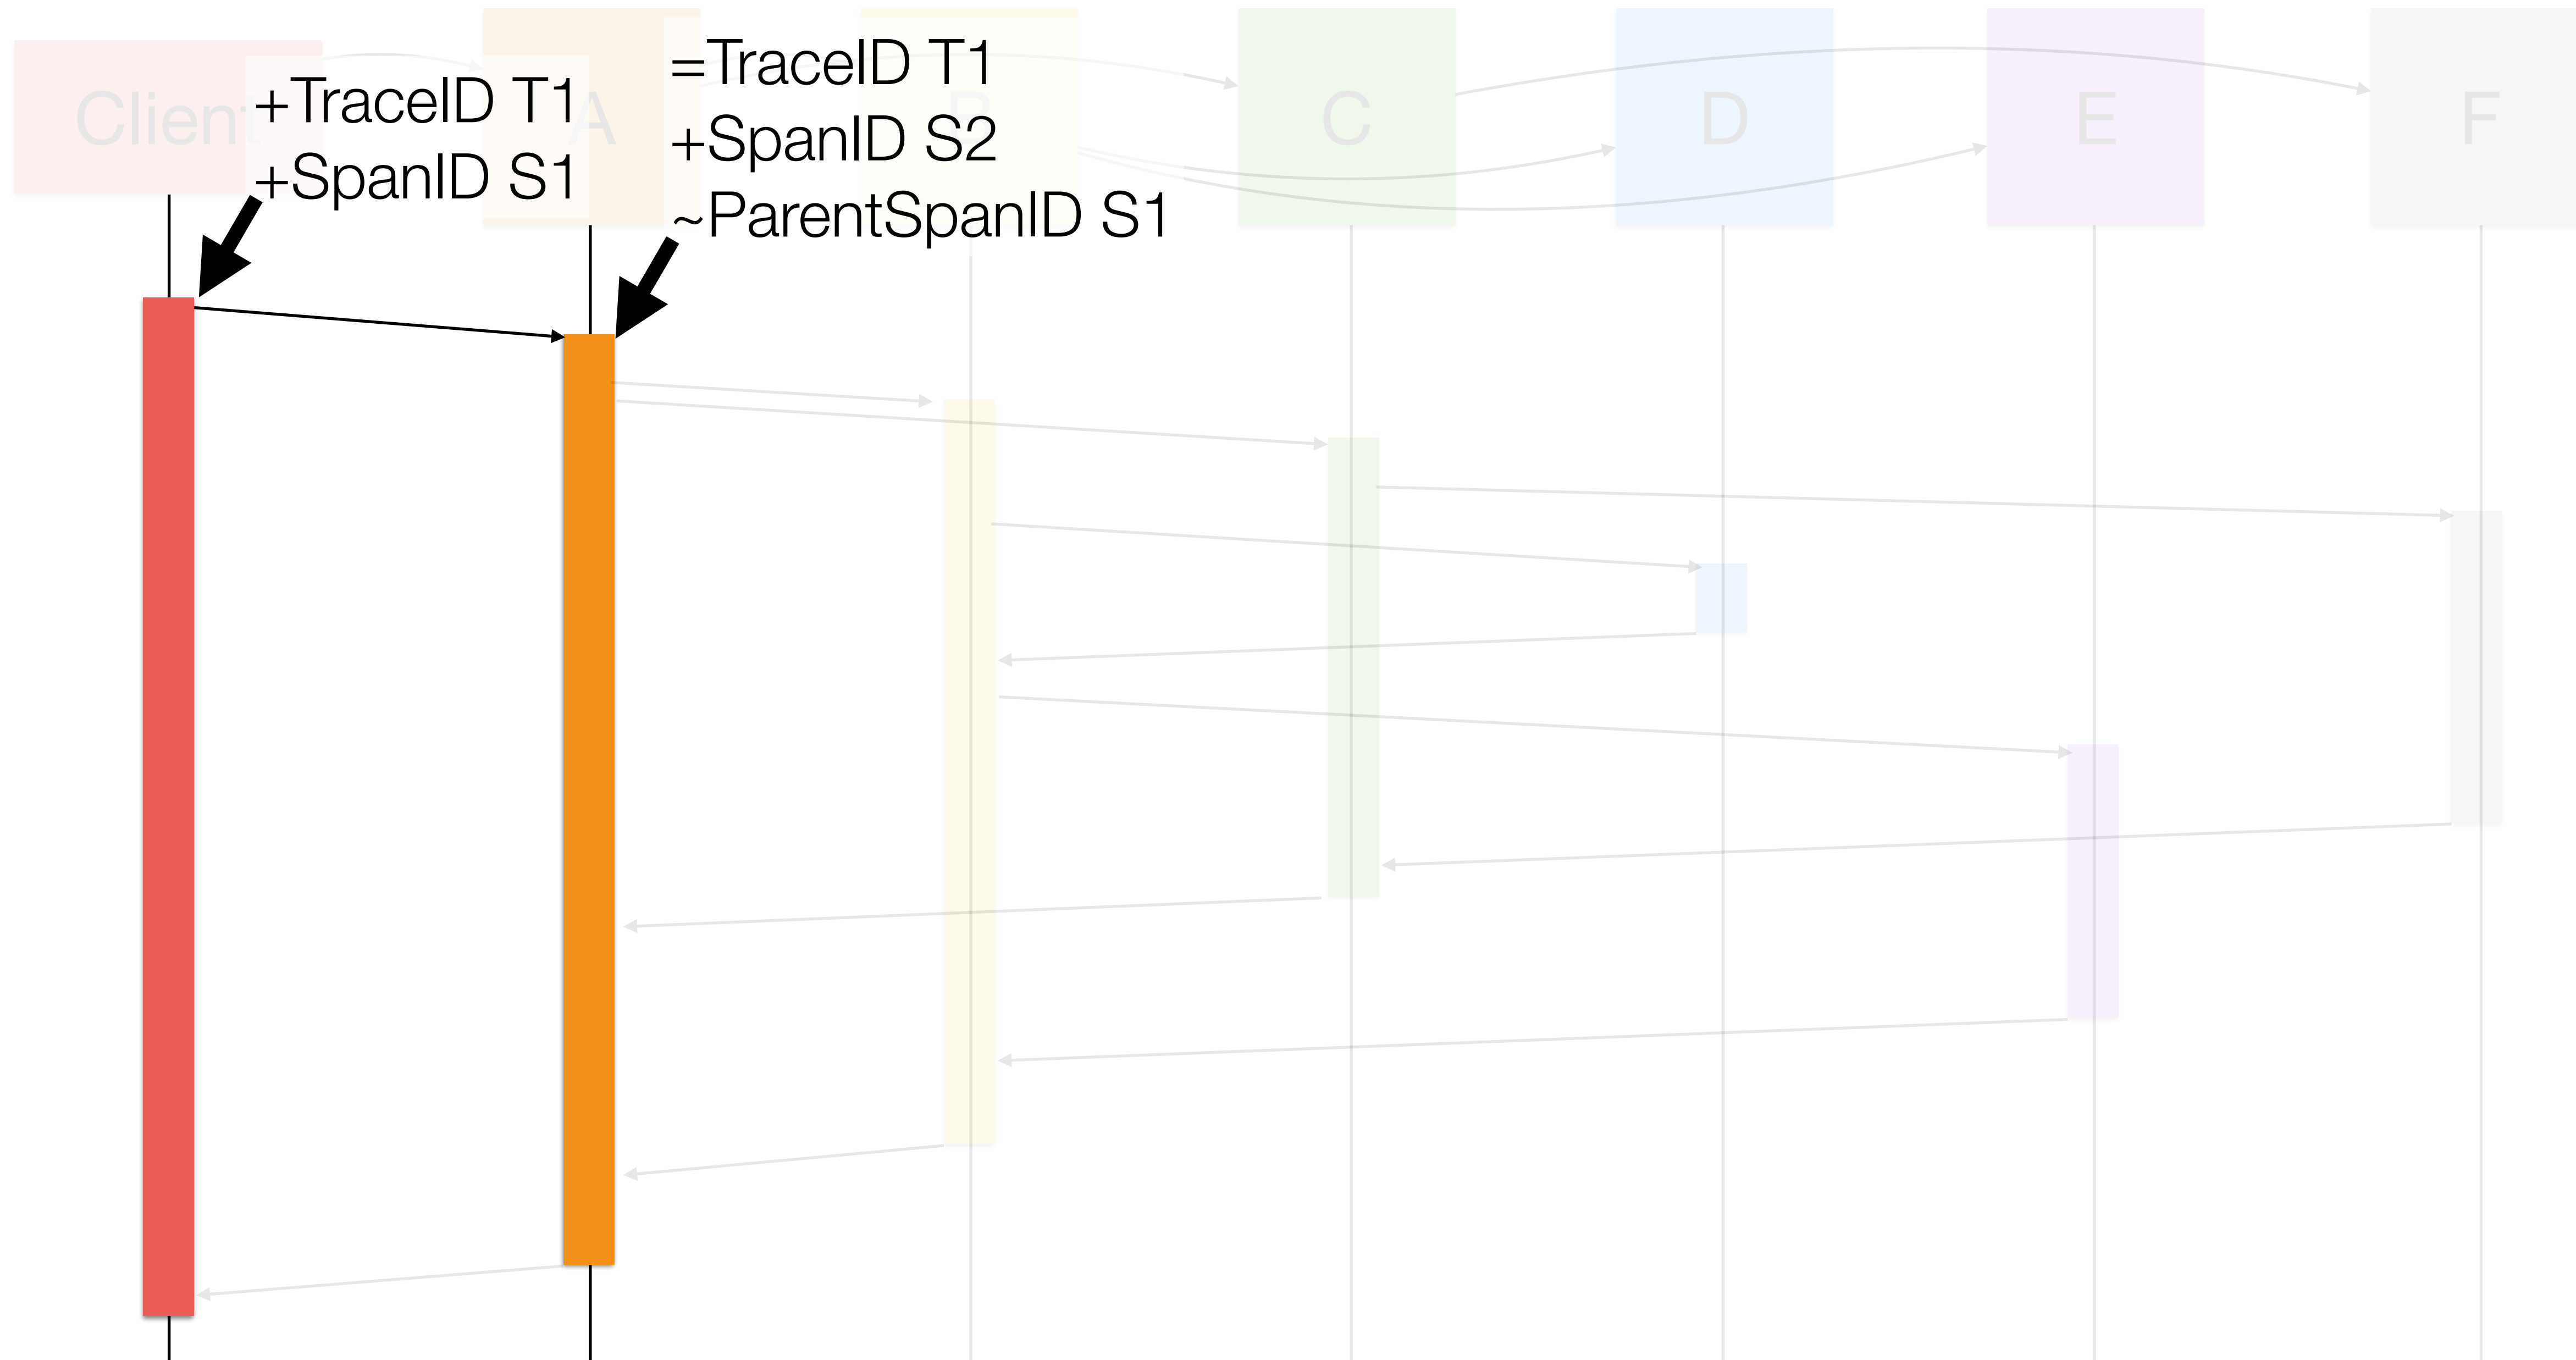 Client
+TraceID T1
+SpanID S1
A
=TraceID T1
+SpanID S2
~ParentSpanID S1
B
C
D
E
F